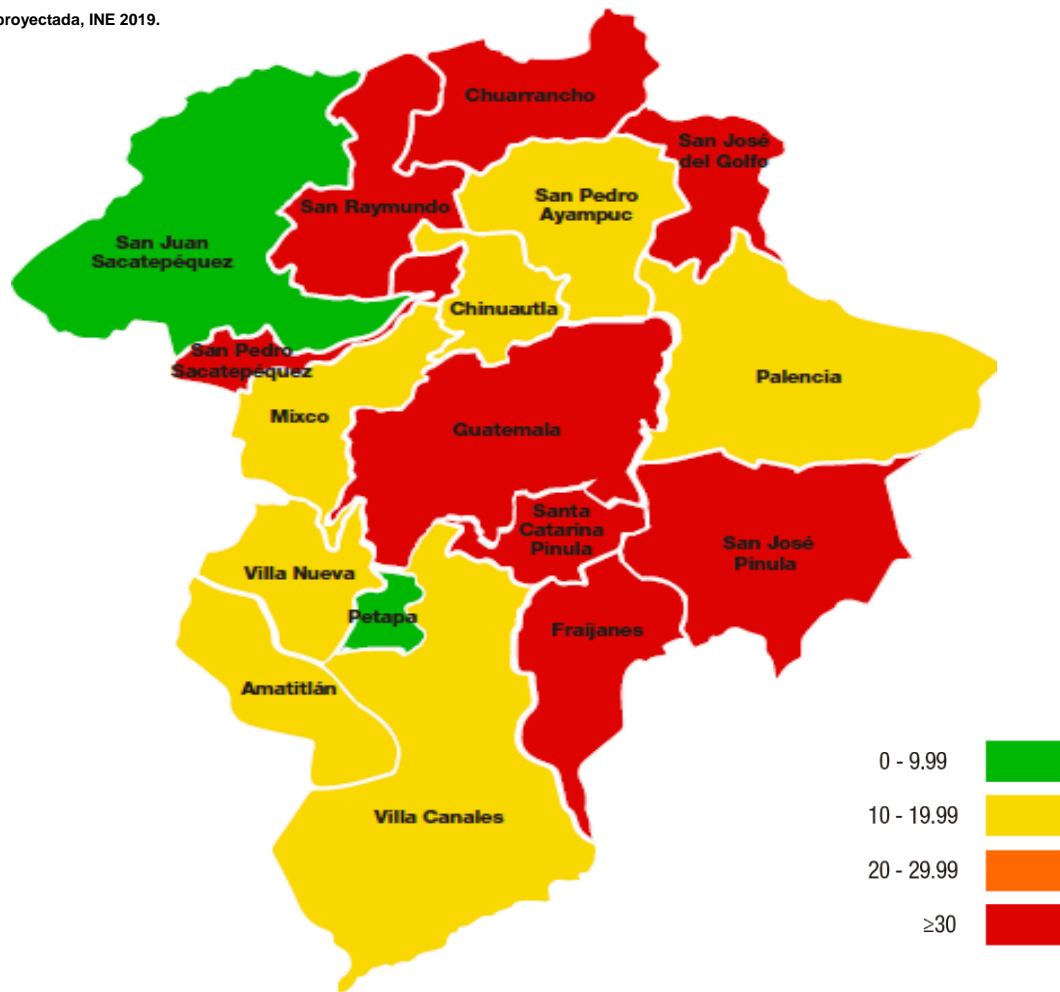 proyectada, INE 2019.
Chuarrancho
San José
del Golfo
San Raymundo
San Pedro
Ayampuc
San Juan
Sacatepéquez
Chinuautla
San Pedro
Sacatepéquez
Palencia
Mixco
Guatemala
Santa
Catarina
Pinula
San José
Pinula
Villa Nueva
Petapa
Fraijanes
Amatitlán
Villa Canales
0 - 9.99
10 - 19.99
20 - 29.99
≥30